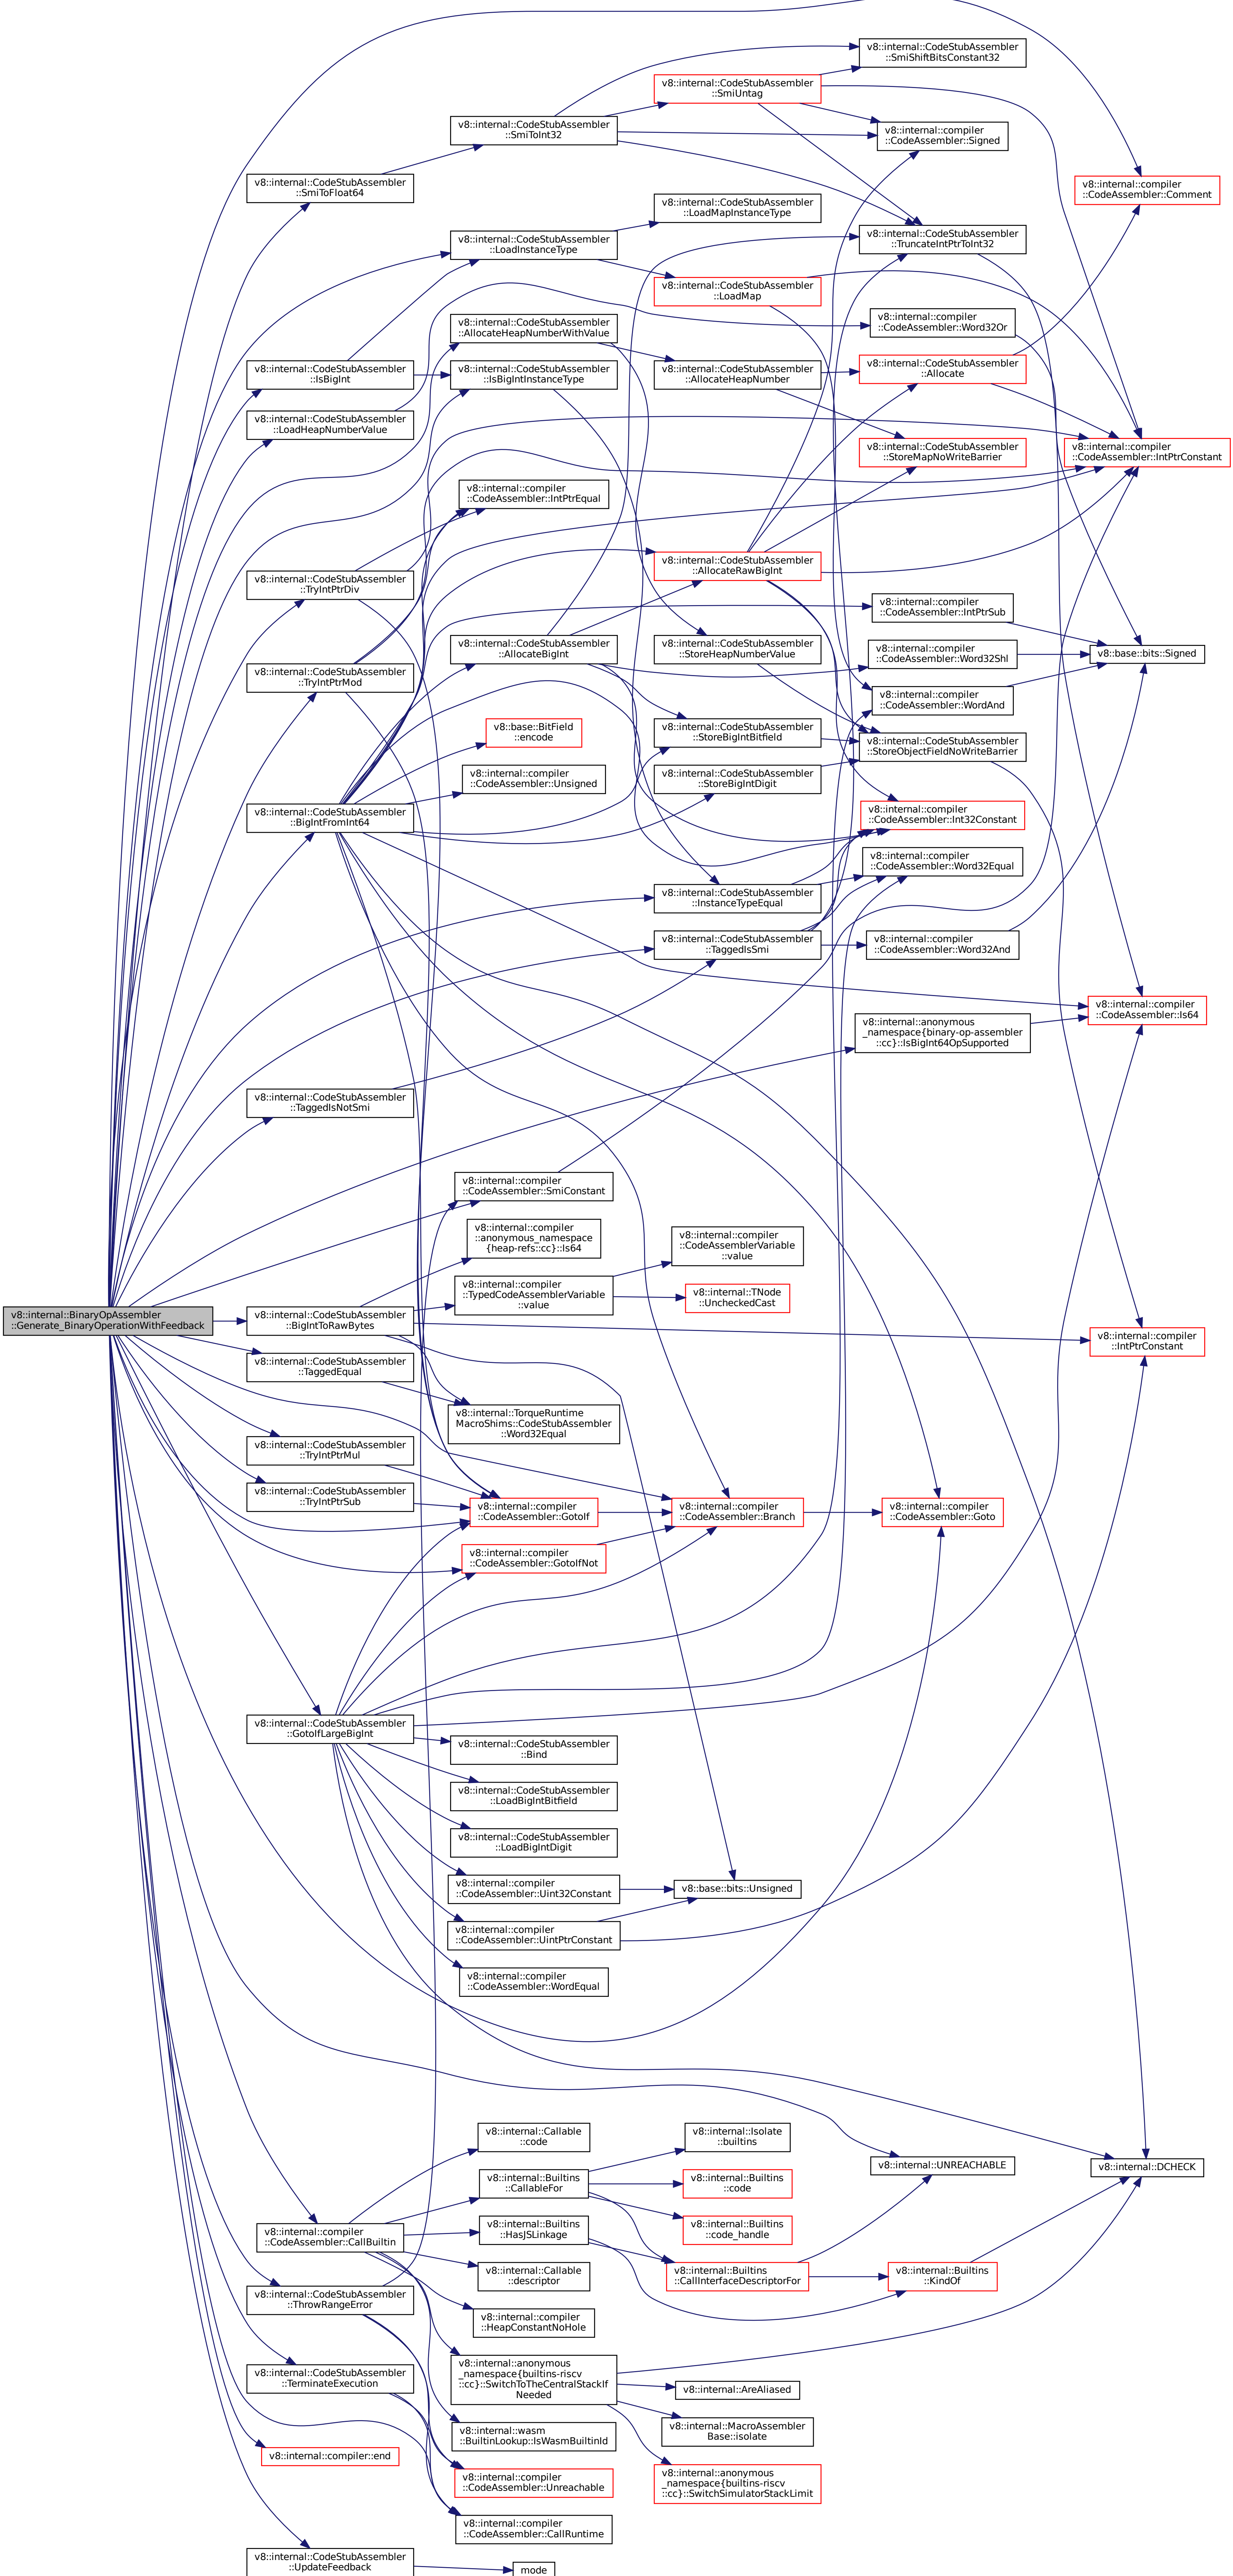 v8::internal::BinaryOpAssembler
::Generate_BinaryOperationWithFeedback
v8::internal::CodeStubAssembler
::SmiToFloat64
v8::internal::CodeStubAssembler
::IsBigInt
v8::internal::CodeStubAssembler
::LoadHeapNumberValue
v8::internal::CodeStubAssembler
::TryIntPtrDiv
v8::internal::CodeStubAssembler
::TryIntPtrMod
v8::internal::CodeStubAssembler
::BigIntFromInt64
v8::internal::CodeStubAssembler
::TaggedIsNotSmi
v8::internal::CodeStubAssembler
::BigIntToRawBytes
v8::internal::CodeStubAssembler
::TaggedEqual
v8::internal::CodeStubAssembler
::TryIntPtrMul
v8::internal::CodeStubAssembler
::TryIntPtrSub
v8::internal::CodeStubAssembler
::GotoIfLargeBigInt
v8::internal::compiler
::CodeAssembler::CallBuiltin
v8::internal::CodeStubAssembler
::ThrowRangeError
v8::internal::CodeStubAssembler
::TerminateExecution
v8::internal::compiler::end
v8::internal::CodeStubAssembler
::UpdateFeedback
v8::internal::CodeStubAssembler
::SmiToInt32
v8::internal::CodeStubAssembler
::LoadInstanceType
v8::internal::CodeStubAssembler
::AllocateHeapNumberWithValue
v8::internal::CodeStubAssembler
::IsBigIntInstanceType
v8::internal::compiler
::CodeAssembler::IntPtrEqual
v8::internal::CodeStubAssembler
::AllocateBigInt
v8::base::BitField
::encode
v8::internal::compiler
::CodeAssembler::Unsigned
v8::internal::compiler
::CodeAssembler::SmiConstant
v8::internal::compiler
::anonymous_namespace
{heap-refs::cc}::Is64
v8::internal::compiler
::TypedCodeAssemblerVariable
::value
v8::internal::TorqueRuntime
MacroShims::CodeStubAssembler
::Word32Equal
v8::internal::compiler
::CodeAssembler::GotoIf
v8::internal::compiler
::CodeAssembler::GotoIfNot
v8::internal::CodeStubAssembler
::Bind
v8::internal::CodeStubAssembler
::LoadBigIntBitfield
v8::internal::CodeStubAssembler
::LoadBigIntDigit
v8::internal::compiler
::CodeAssembler::Uint32Constant
v8::internal::compiler
::CodeAssembler::UintPtrConstant
v8::internal::compiler
::CodeAssembler::WordEqual
v8::internal::Callable
::code
v8::internal::Builtins
::CallableFor
v8::internal::Builtins
::HasJSLinkage
v8::internal::Callable
::descriptor
v8::internal::compiler
::HeapConstantNoHole
v8::internal::anonymous
_namespace{builtins-riscv
::cc}::SwitchToTheCentralStackIf
Needed
v8::internal::wasm
::BuiltinLookup::IsWasmBuiltinId
v8::internal::compiler
::CodeAssembler::Unreachable
v8::internal::compiler
::CodeAssembler::CallRuntime
mode
v8::internal::CodeStubAssembler
::SmiUntag
v8::internal::CodeStubAssembler
::LoadMapInstanceType
v8::internal::CodeStubAssembler
::LoadMap
v8::internal::CodeStubAssembler
::AllocateHeapNumber
v8::internal::CodeStubAssembler
::AllocateRawBigInt
v8::internal::CodeStubAssembler
::StoreHeapNumberValue
v8::internal::CodeStubAssembler
::StoreBigIntBitfield
v8::internal::CodeStubAssembler
::StoreBigIntDigit
v8::internal::CodeStubAssembler
::InstanceTypeEqual
v8::internal::CodeStubAssembler
::TaggedIsSmi
v8::internal::compiler
::CodeAssemblerVariable
::value
v8::internal::TNode
::UncheckedCast
v8::internal::compiler
::CodeAssembler::Branch
v8::base::bits::Unsigned
v8::internal::Isolate
::builtins
v8::internal::Builtins
::code
v8::internal::Builtins
::code_handle
v8::internal::Builtins
::CallInterfaceDescriptorFor
v8::internal::AreAliased
v8::internal::MacroAssembler
Base::isolate
v8::internal::anonymous
_namespace{builtins-riscv
::cc}::SwitchSimulatorStackLimit
v8::internal::CodeStubAssembler
::SmiShiftBitsConstant32
v8::internal::compiler
::CodeAssembler::Signed
v8::internal::CodeStubAssembler
::TruncateIntPtrToInt32
v8::internal::compiler
::CodeAssembler::Word32Or
v8::internal::CodeStubAssembler
::Allocate
v8::internal::CodeStubAssembler
::StoreMapNoWriteBarrier
v8::internal::compiler
::CodeAssembler::IntPtrSub
v8::internal::compiler
::CodeAssembler::Word32Shl
v8::internal::compiler
::CodeAssembler::WordAnd
v8::internal::CodeStubAssembler
::StoreObjectFieldNoWriteBarrier
v8::internal::compiler
::CodeAssembler::Int32Constant
v8::internal::compiler
::CodeAssembler::Word32Equal
v8::internal::compiler
::CodeAssembler::Word32And
v8::internal::anonymous
_namespace{binary-op-assembler
::cc}::IsBigInt64OpSupported
v8::internal::compiler
::CodeAssembler::Goto
v8::internal::UNREACHABLE
v8::internal::Builtins
::KindOf
v8::internal::compiler
::CodeAssembler::Comment
v8::internal::compiler
::CodeAssembler::IntPtrConstant
v8::base::bits::Signed
v8::internal::compiler
::CodeAssembler::Is64
v8::internal::compiler
::IntPtrConstant
v8::internal::DCHECK